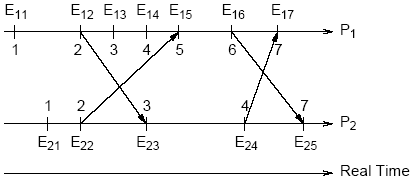 E11 E12 E13 E14 E15 E16 E17
P1
1 2 3 4 5 6 7
1 2 3 4 7
P2
E21 E22 E23 E24 E25
Real Time